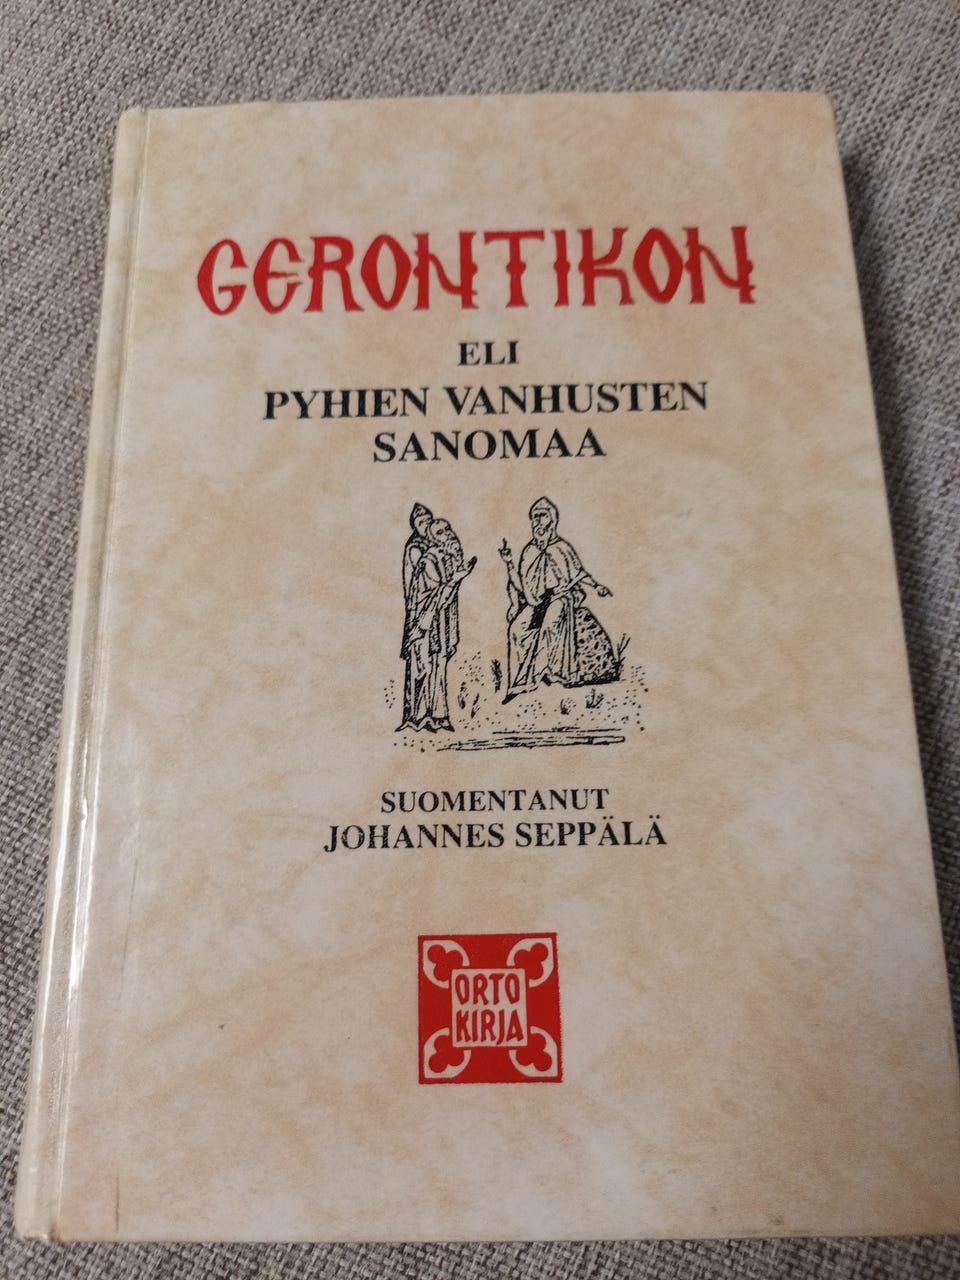 GERONTIKON
ELI
PYHIEN VANHUSTEN
SANOMAA
SUOMENTANUT
JOHANNES SEPPÄLÄ
ORTO
KIRJA